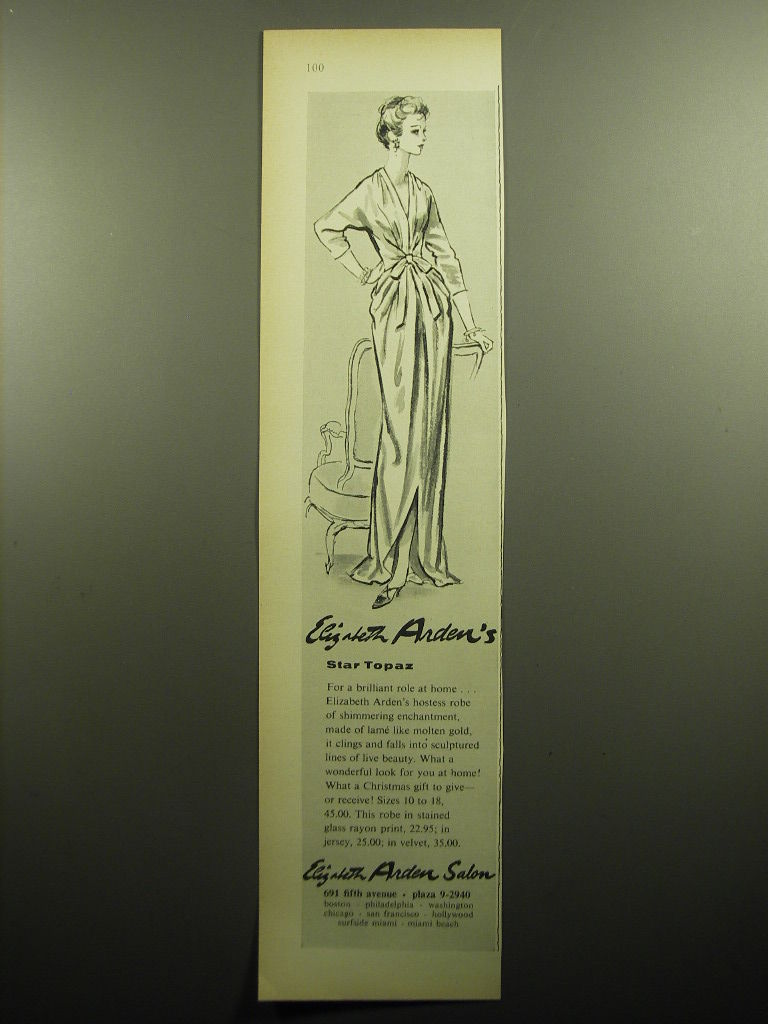 100
Elizabeth Arden's
Star Topaz
For a brilliant role at home . . .
Elizabeth Arden's hostess robe
of shimmering enchantment,
made of lamé like molten gold,
it clings and falls into sculptured
lines of live beauty. What a
wonderful look for you at home!
What a Christmas gift to give—
or receive! Sizes 10 to 18,
45.00. This robe in stained
glass rayon print, 22.95; in
jersey, 25.00; in velvet, 35.00.
Elizabeth Arden Salon
691 fifth avenue • plaza 9-2940
boston - philadelphia - washington
chicago - san francisco - hollywood
surfside miami - miami beach